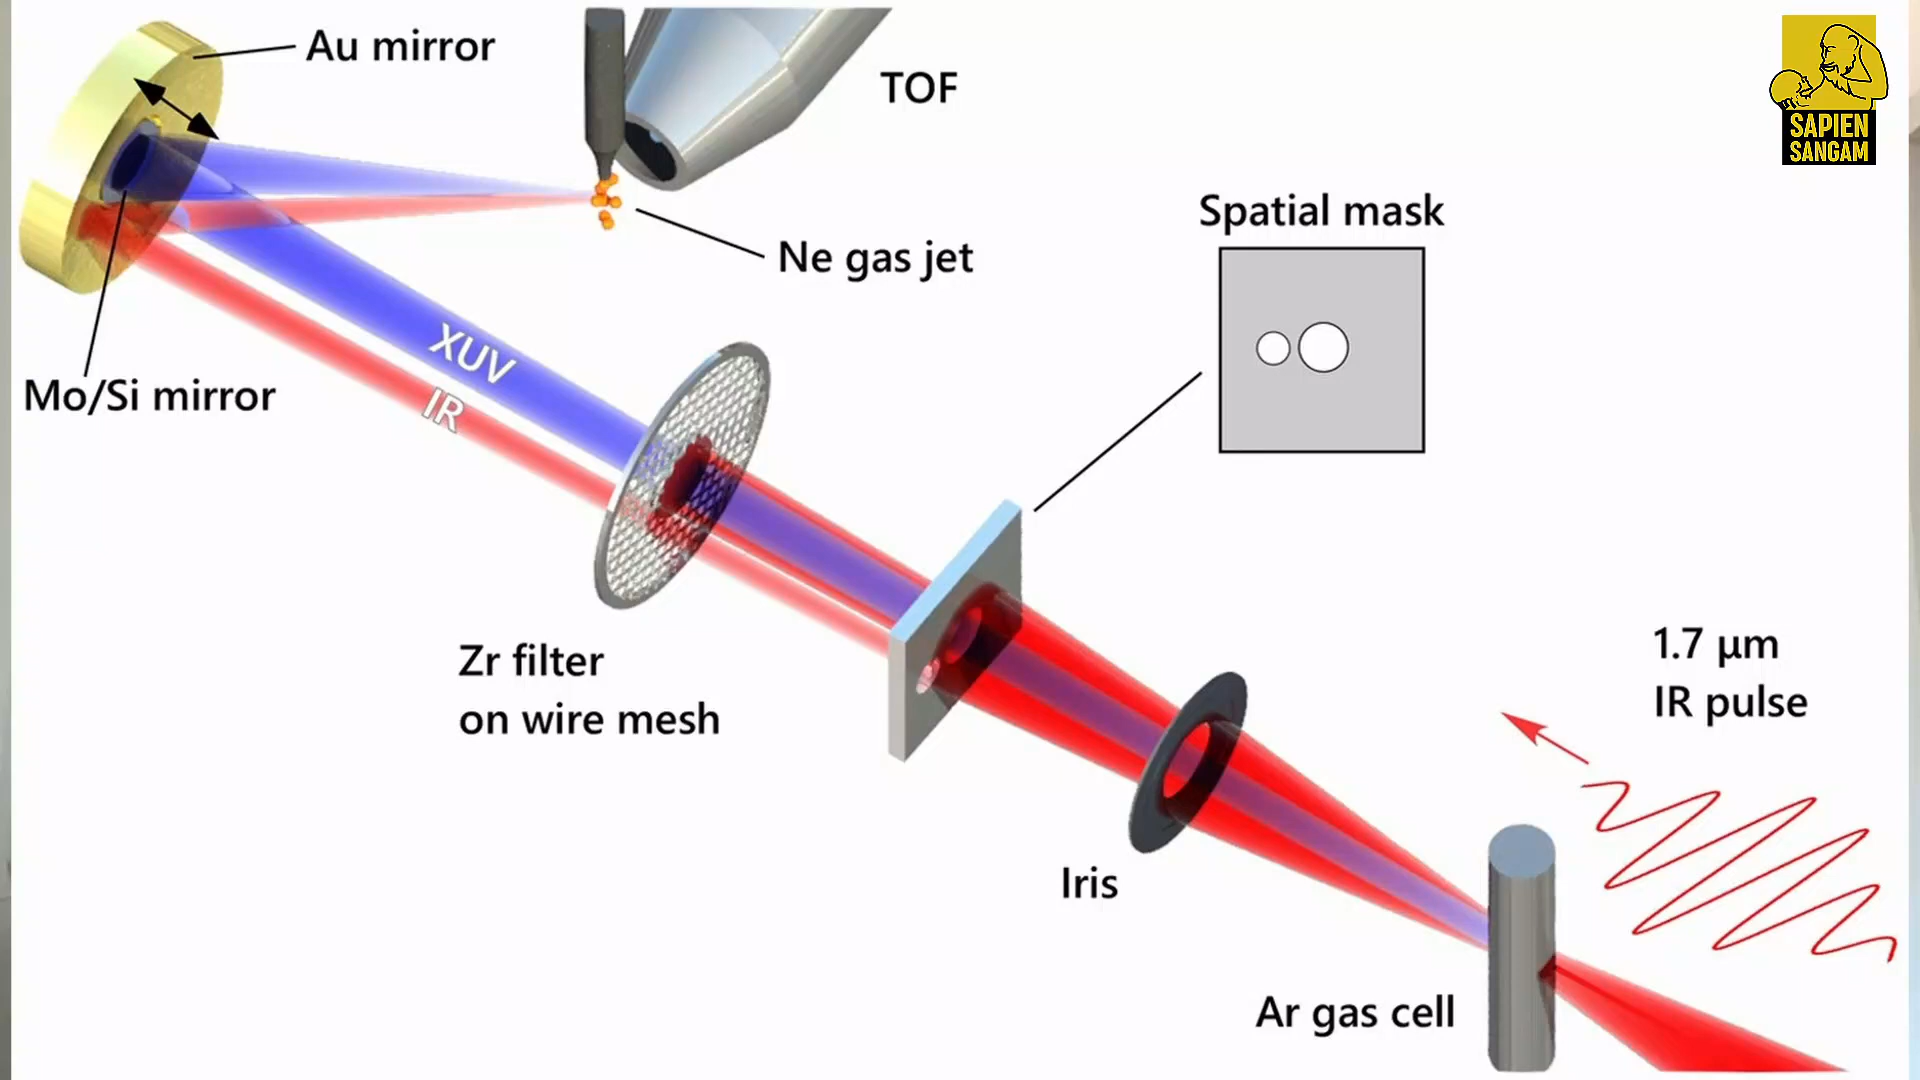 Au mirror
TOF
SAPIEN
SANGAM
Spatial mask
Ne gas jet
XUV
IR
Mo/Si mirror
Zr filter
on wire mesh
1.7 μm
IR pulse
Iris
Ar gas cell